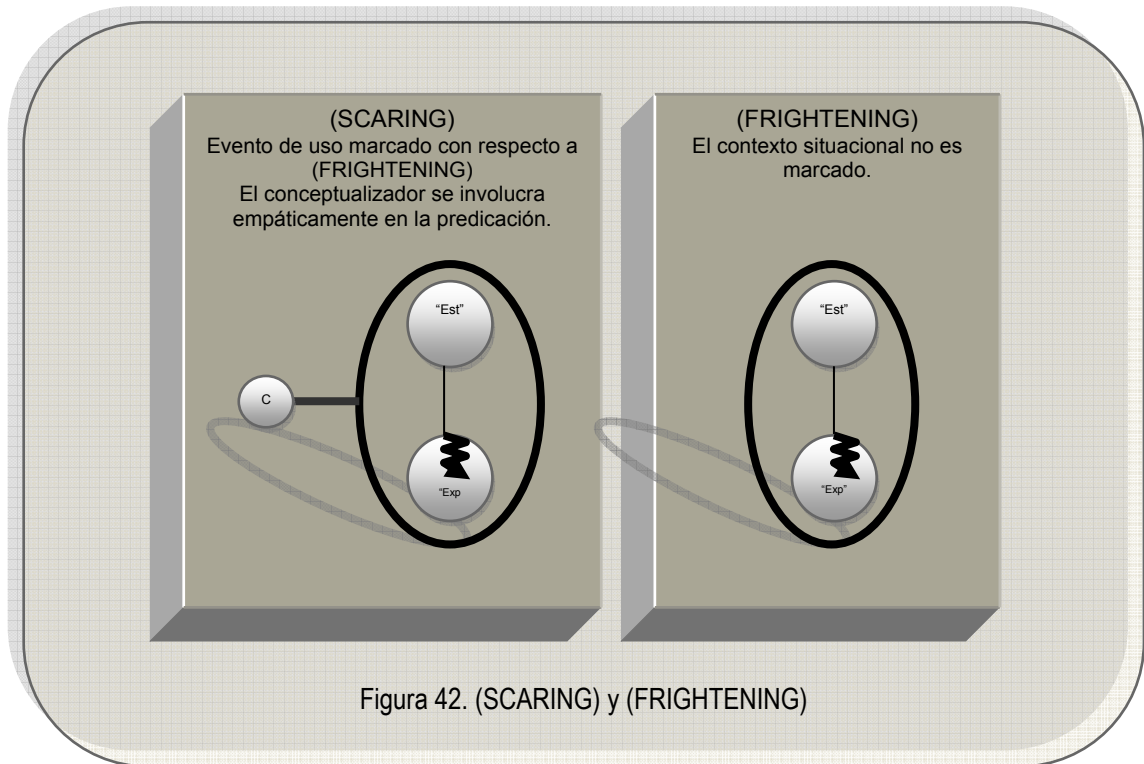 (SCARING)
Evento de uso marcado con respecto a
(FRIGHTENING)
El conceptualizador se involucra
empáticamente en la predicación.
“Est”
C
“Exp
(FRIGHTENING)
El contexto situacional no es
marcado.
“Est”
“Exp”
Figura 42. (SCARING) y (FRIGHTENING)